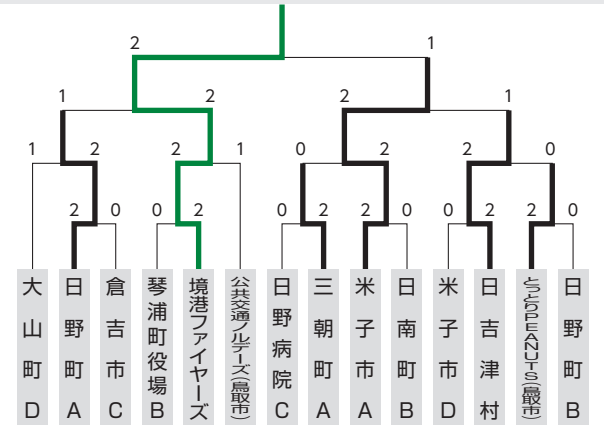 2 1
1 2 2 1
1 2 2 1 0 2 2 0
2 0 0 2 0 2 2 0 0 2 2 0
大山町D
日野町A
倉吉市C
琴浦町役場B
境港ファイヤーズ
公共交通ノルデーズ(鳥取市)
日野病院C
三朝町A
米子市A
日南町B
米子市D
日吉津村
とっとりPEANUTS(鳥取市)
日野町B